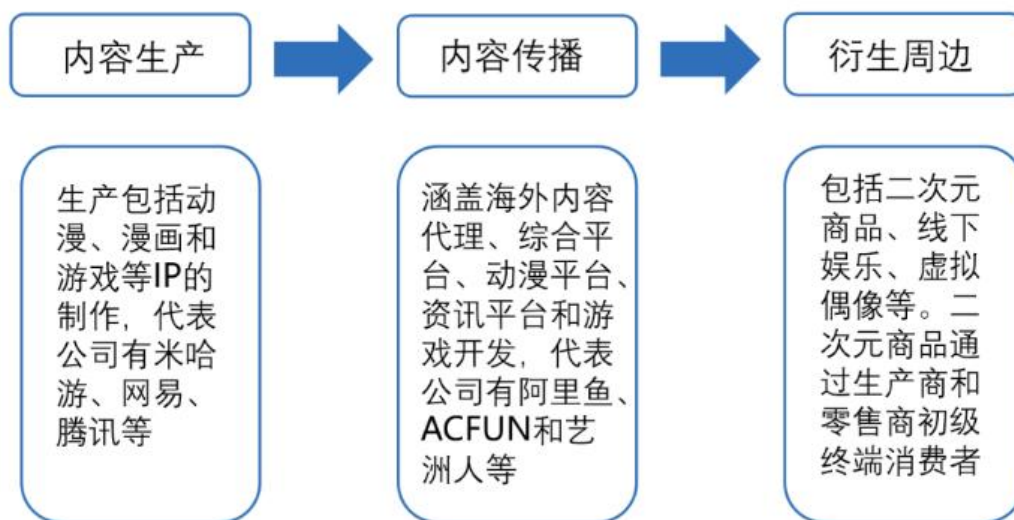 内容生产
内容传播
衍生周边
生产包括动
漫、漫画和
游戏等IP的
制作，代表
公司有米哈
游、网易、
腾讯等
涵盖海外内容
代理、综合平
台、动漫平台、
资讯平台和游
戏开发，代表
公司有阿里鱼、
ACFUN和艺
洲人等
包括二次元
商品、线下
娱乐、虚拟
偶像等。二
次元商品通
过生产商和
零售商初级
终端消费者